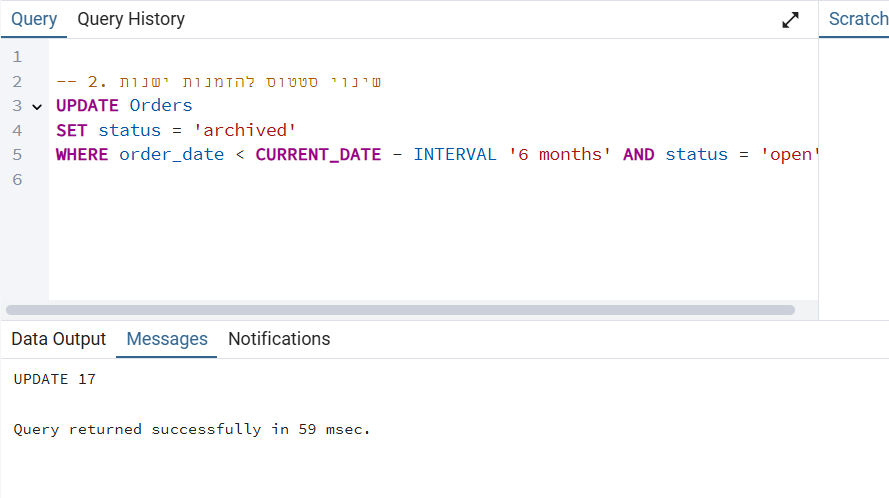 Query Query History Scratch
1
2 -- 2. שינוי סטטוס להזמנות ישנות
3 UPDATE Orders
4 SET status = 'archived'
5 WHERE order_date < CURRENT_DATE - INTERVAL '6 months' AND status = 'open'
6
Data Output Messages Notifications
UPDATE 17
Query returned successfully in 59 msec.